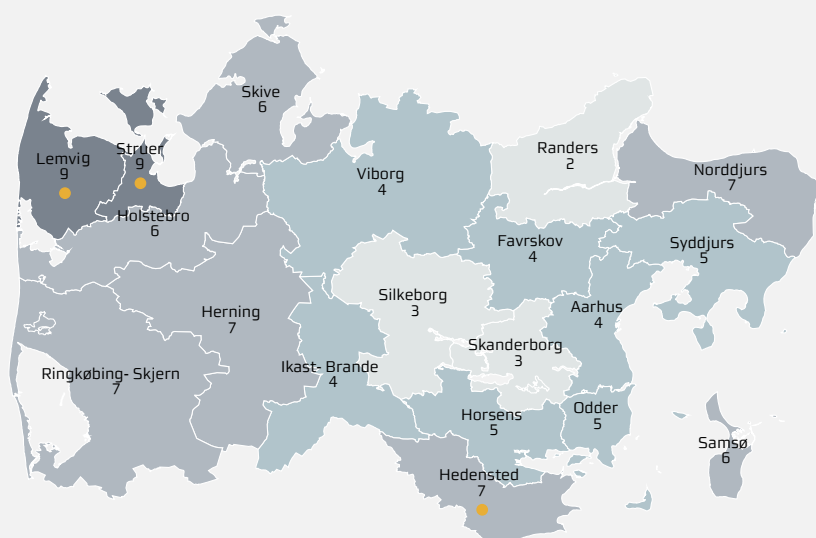 Skive
6
Randers
2
Struer
9
Lemvig
9
Viborg
4
Norddjurs
7
Holstebro
6
Favrskov
4
Syddjurs
5
Silkeborg
3
Herning
7
Aarhus
4
Skanderborg
3
Ringkøbing- Skjern
7
Ikast- Brande
4
Horsens
5
Odder
5
Samsø
6
Hedensted
7